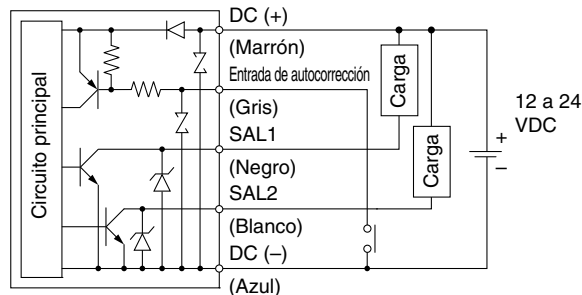 DC (+)
(Marrón)
Entrada de autocorrección
(Gris)
SAL1
(Negro)
SAL2
(Blanco)
DC (–)
(Azul)
Circuito principal
Carga
Carga
12 a 24
VDC
+
–